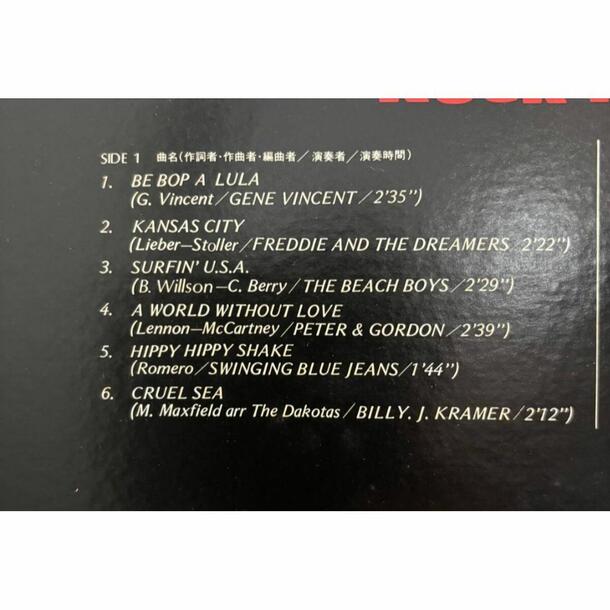 SIDE 1 曲名(作詞者・作曲者・編曲者/演奏者/演奏時間)
1. BE BOP A LULA
(G. Vincent/GENE VINCENT/2'35")
2. KANSAS CITY
(Lieber—Stoller/FREDDIE AND THE DREAMERS 2'22")
3. SURFIN' U.S.A.
(B. Willson—C. Berry/THE BEACH BOYS/2'29")
4. A WORLD WITHOUT LOVE
(Lennon—McCartney/PETER & GORDON/2'39")
5. HIPPY HIPPY SHAKE
(Romero/SWINGING BLUE JEANS/1'44")
6. CRUEL SEA
(M. Maxfield arr The Dakotas/BILLY. J. KRAMER/2'12")